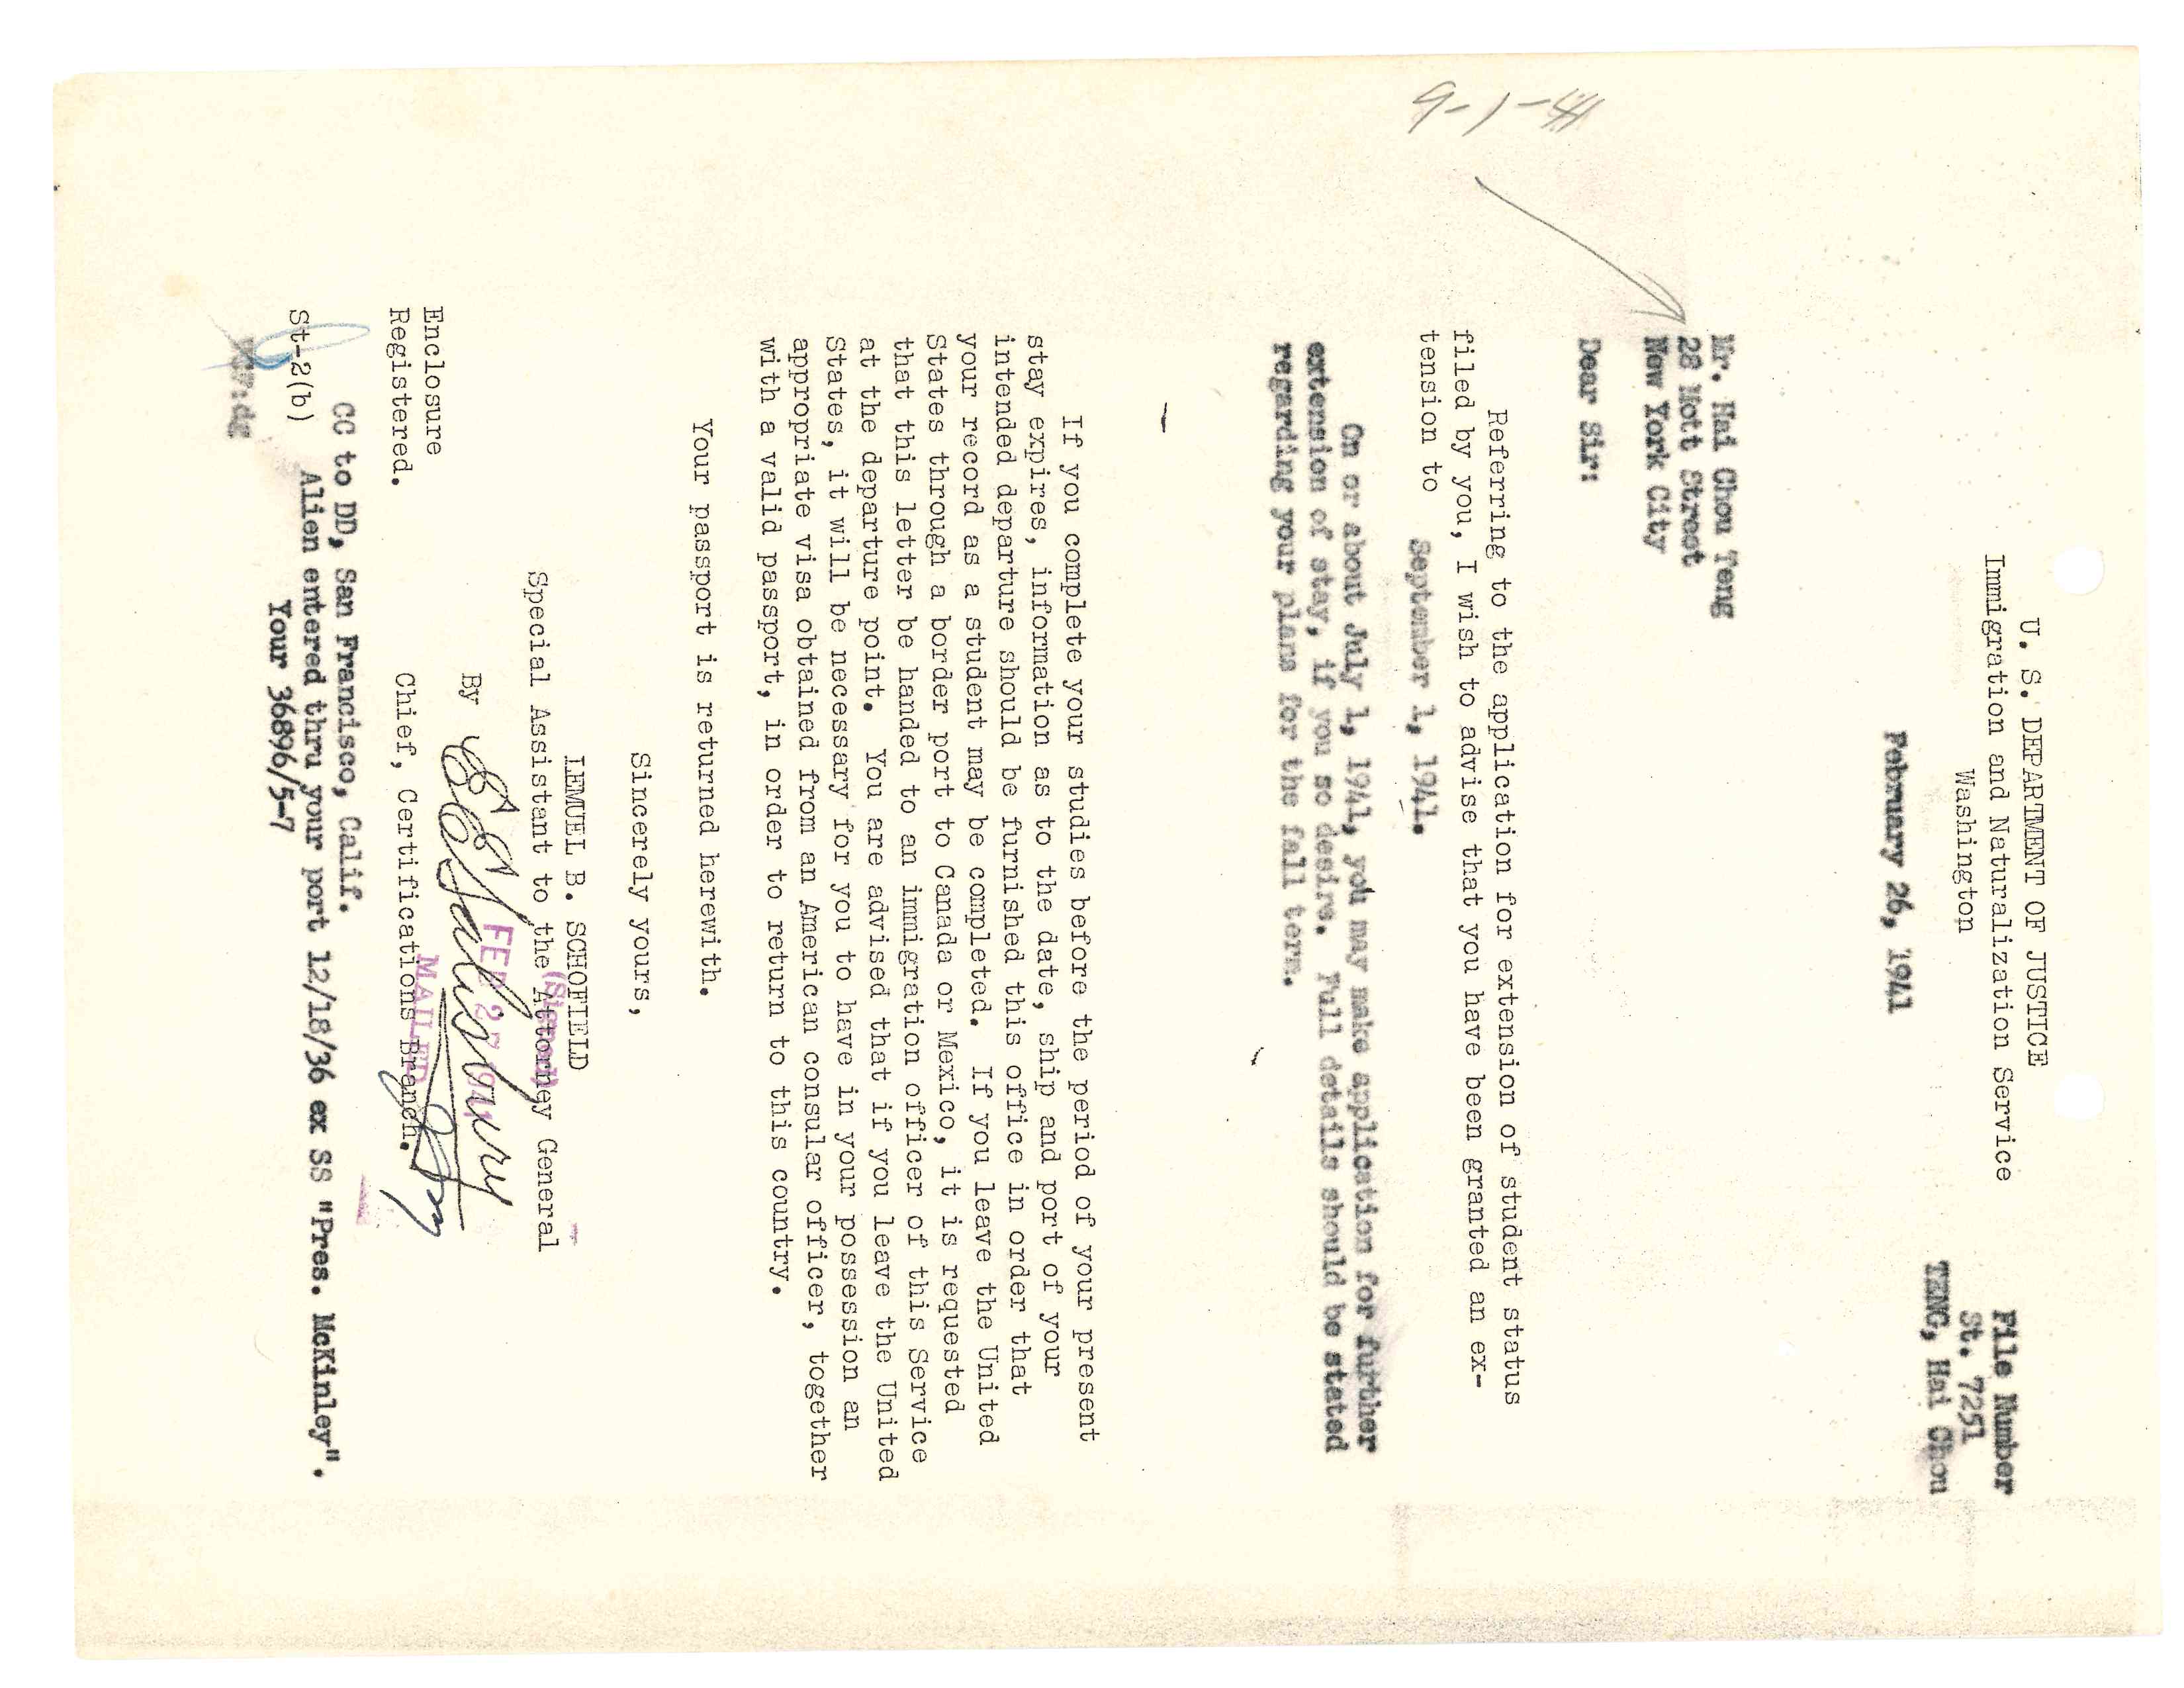 U. S. DEPARTMENT OF JUSTICE
Immigration and Naturalization Service
Washington
File Number
St. 7251
TENG, Hai Chou
February 26, 1941
Mr. Hai Chou Teng
28 Mott Street
New York City
Dear Sir:
9-1-41
Referring to the application for extension of student status
filed by you, I wish to advise that you have been granted an ex-
tension to September 1, 1941.
On or about July 1, 1941, you may make application for further
extension of stay, if you so desire. Full details should be stated
regarding your plans for the fall term.
If you complete your studies before the period of your present
stay expires, information as to the date, ship and port of your
intended departure should be furnished this office in order that
your record as a student may be completed. If you leave the United
States through a border port to Canada or Mexico, it is requested
that this letter be handed to an immigration officer of this Service
at the departure point. You are advised that if you leave the United
States, it will be necessary for you to have in your possession an
appropriate visa obtained from an American consular officer, together
with a valid passport, in order to return to this country.
Your passport is returned herewith.
Sincerely yours,
LEMUEL B. SCHOFIELD
(Signed)
Special Assistant to the Attorney General
FEB 27 1941
By E E Salisbury
MAILED
Chief, Certifications Branch.
Enclosure
Registered.
CC to DD, San Francisco, Calif.
St-2(b) Alien entered thru your port 12/18/36 ex SS "Pres. McKinley".
Your 36896/5-7
:dg